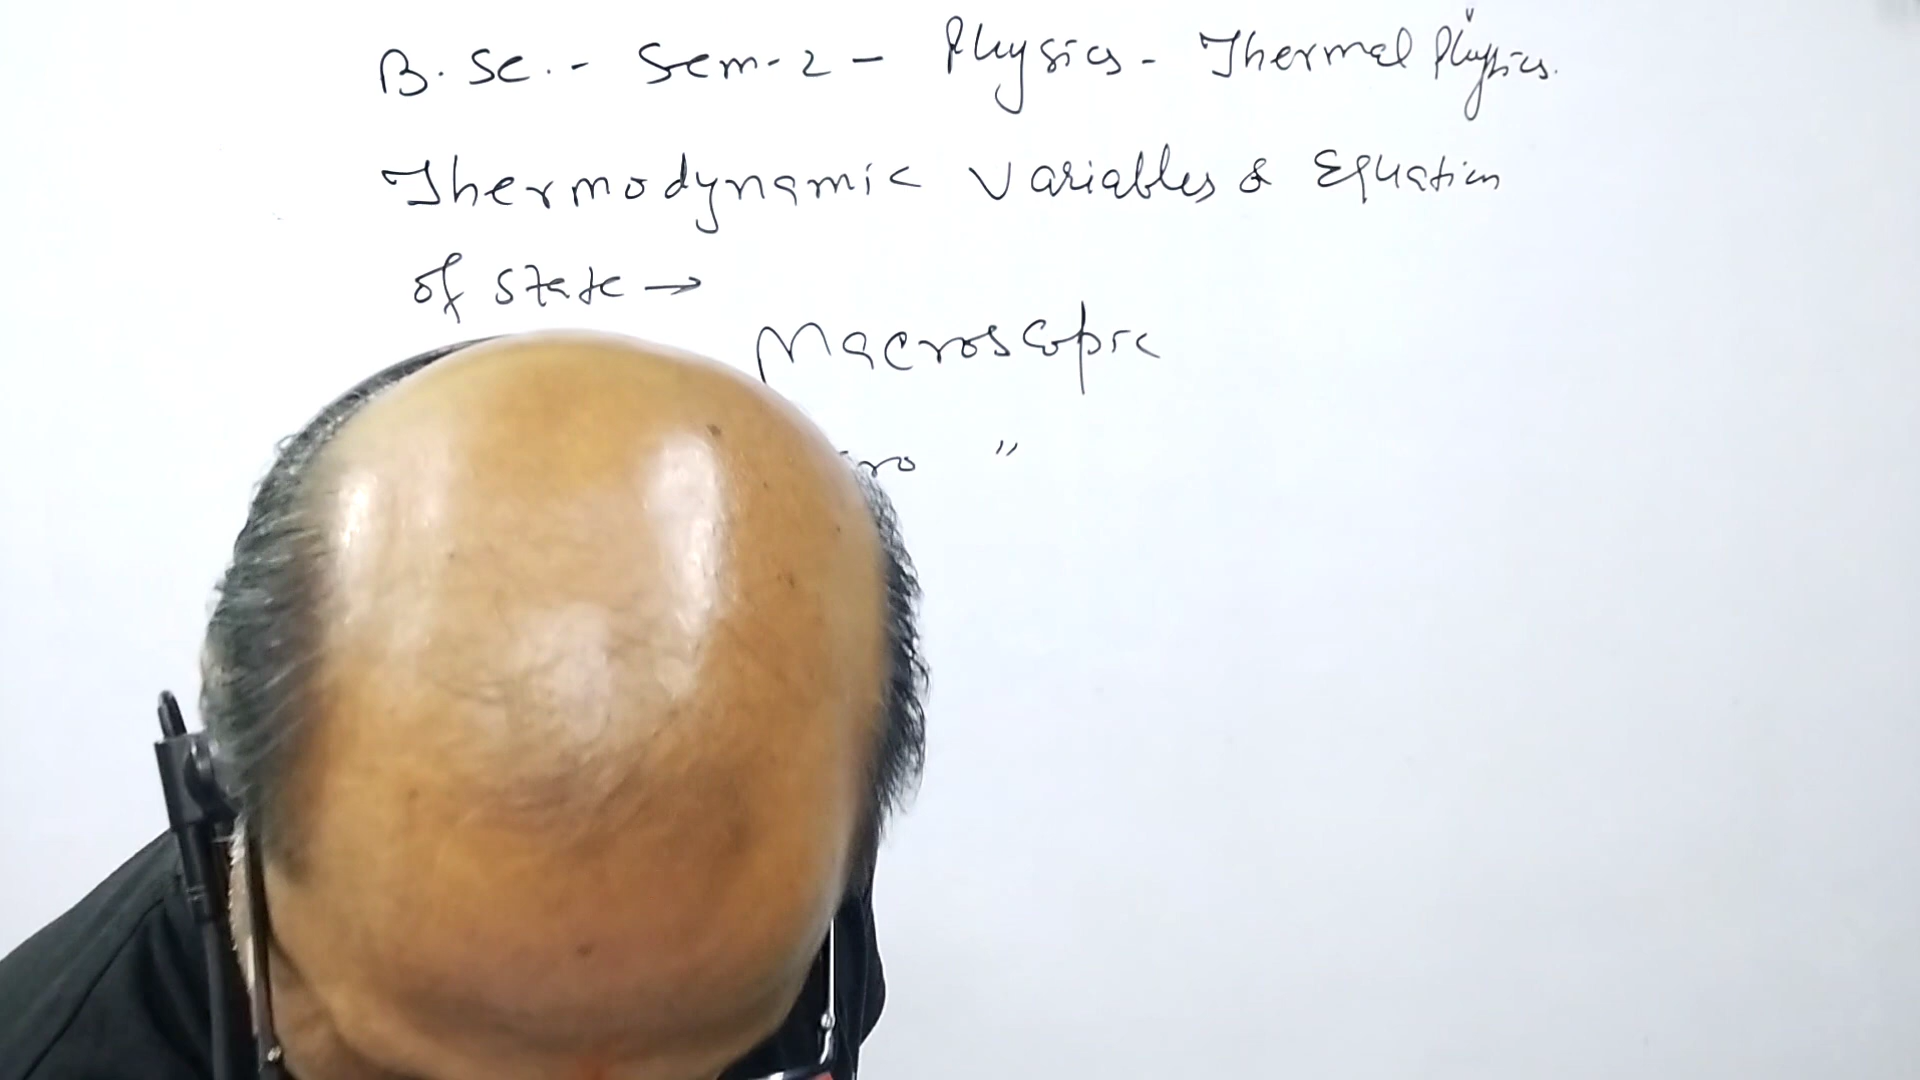 B.Sc.- Sem-2 - Physics - Thermal Physics.
Thermodynamic Variables & Equation
of state →
Macroscopic
"